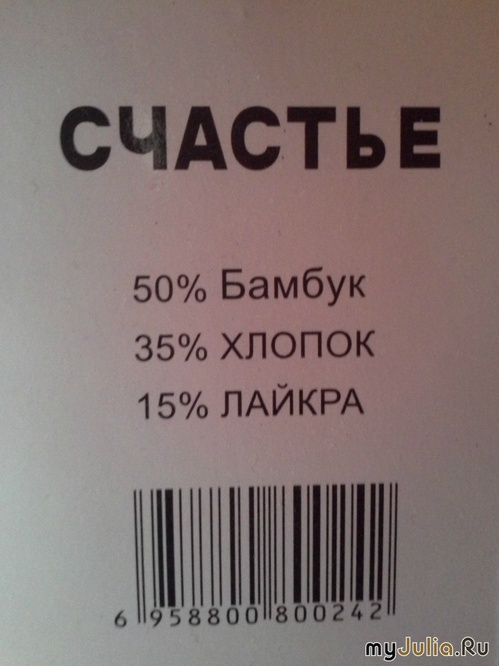 СЧАСТЬЕ
50% Бамбук
35% ХЛОПОК
15% ЛАЙКРА
6 958800 800242
myJulia.Ru